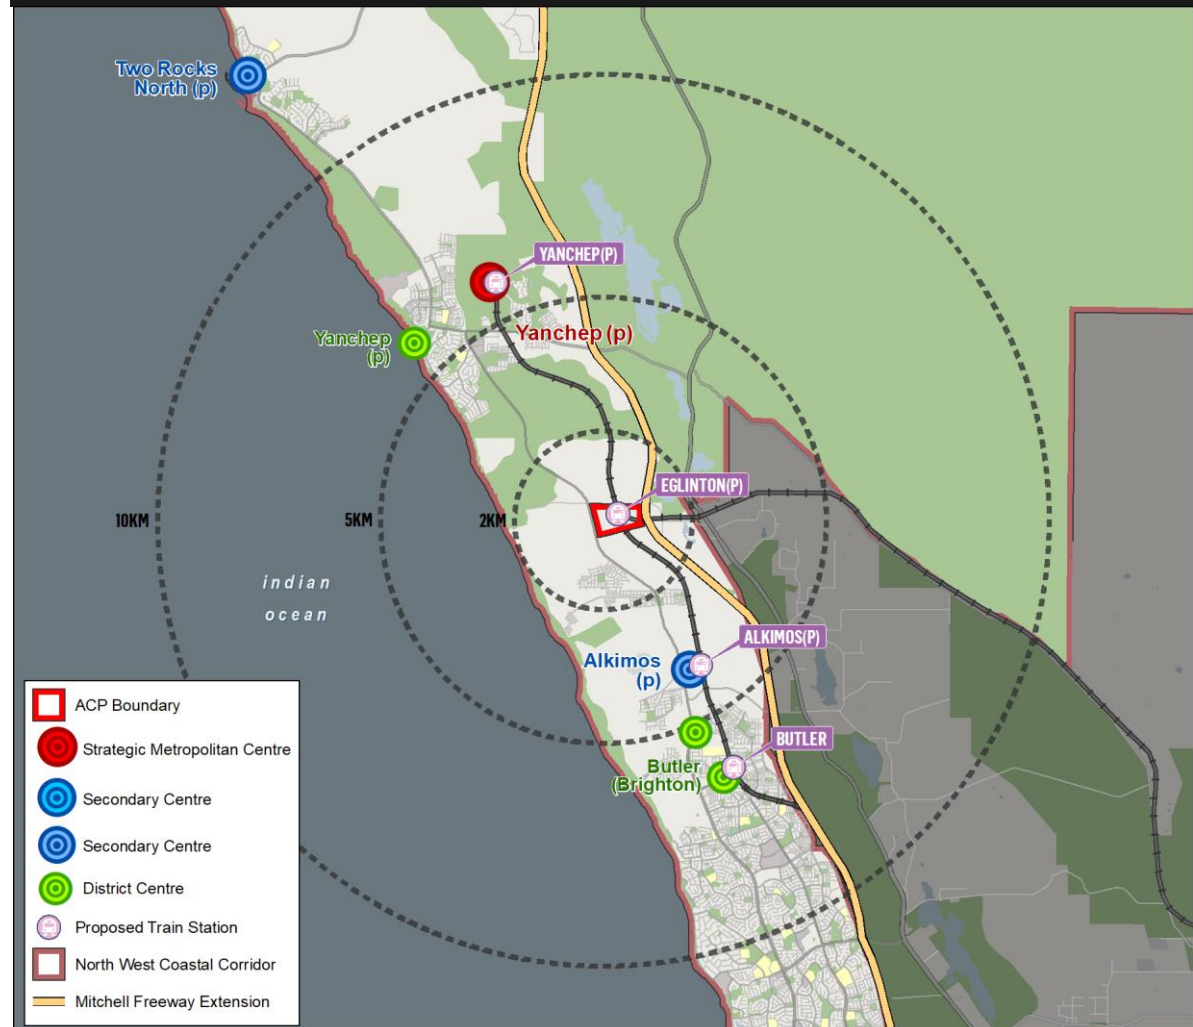 Two Rocks
North (p)
YANCHEP(P)
Yanchep (p)
Yanchep
(p)
EGLINTON(P)
10KM
5KM
2KM
indian
ocean
ALKIMOS(P)
Alkimos
(p)
BUTLER
Butler
(Brighton)
ACP Boundary
Strategic Metropolitan Centre
Secondary Centre
Secondary Centre
District Centre
Proposed Train Station
North West Coastal Corridor
Mitchell Freeway Extension